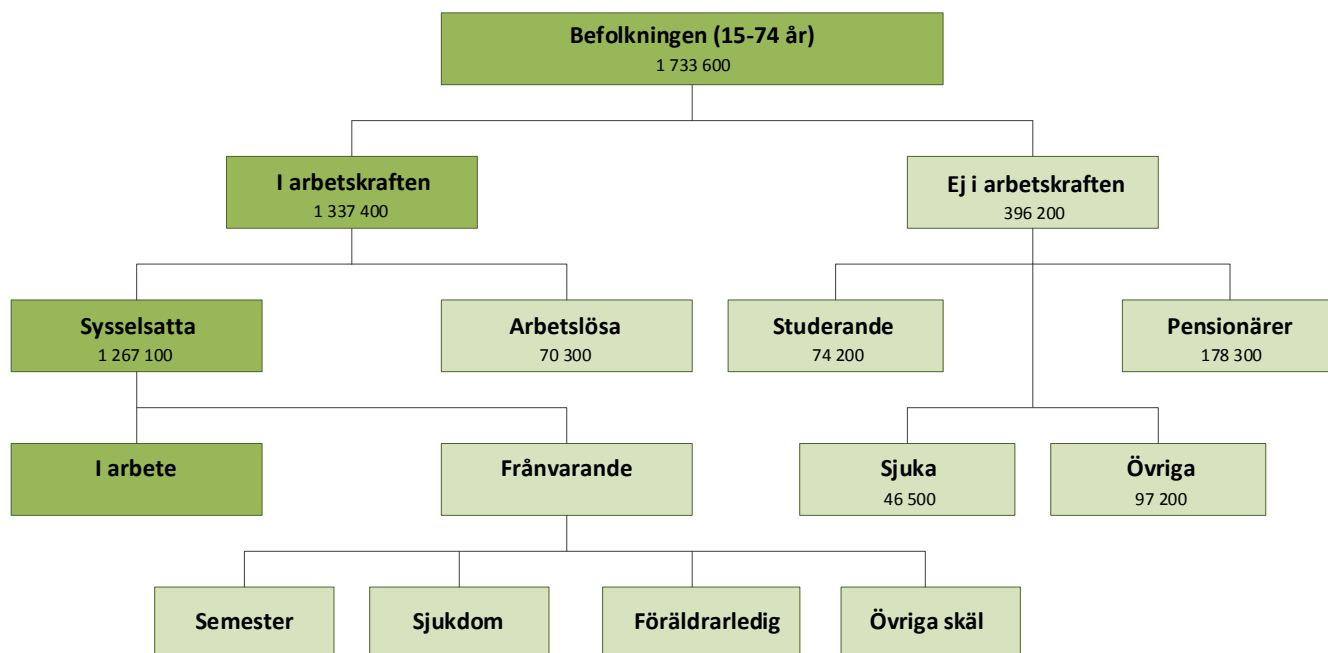 Befolkningen (15-74 år)
1 733 600
I arbetskraften
1 337 400
Ej i arbetskraften
396 200
Sysselsatta
1 267 100
Arbetslösa
70 300
Studerande
74 200
Pensionärer
178 300
I arbete
Frånvarande
Sjuka
46 500
Övriga
97 200
Semester
Sjukdom
Föräldrarledig
Övriga skäl